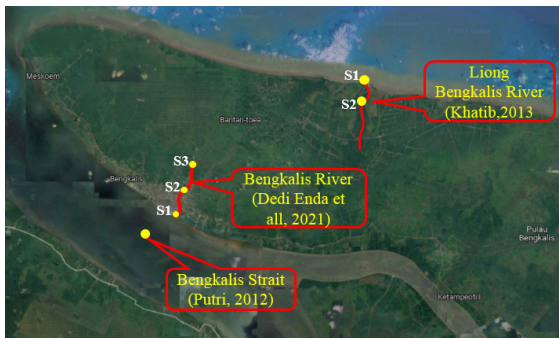 S1
Liong
Bengkalis River
(Khatib,2013
S2
Meskoem
Bantan-toea
S3
Bengkalis
Bengkalis River
(Dedi Enda et
all, 2021)
S2
S1
Pulau
Bengkalis
Bengkalis Strait
(Putri, 2012)